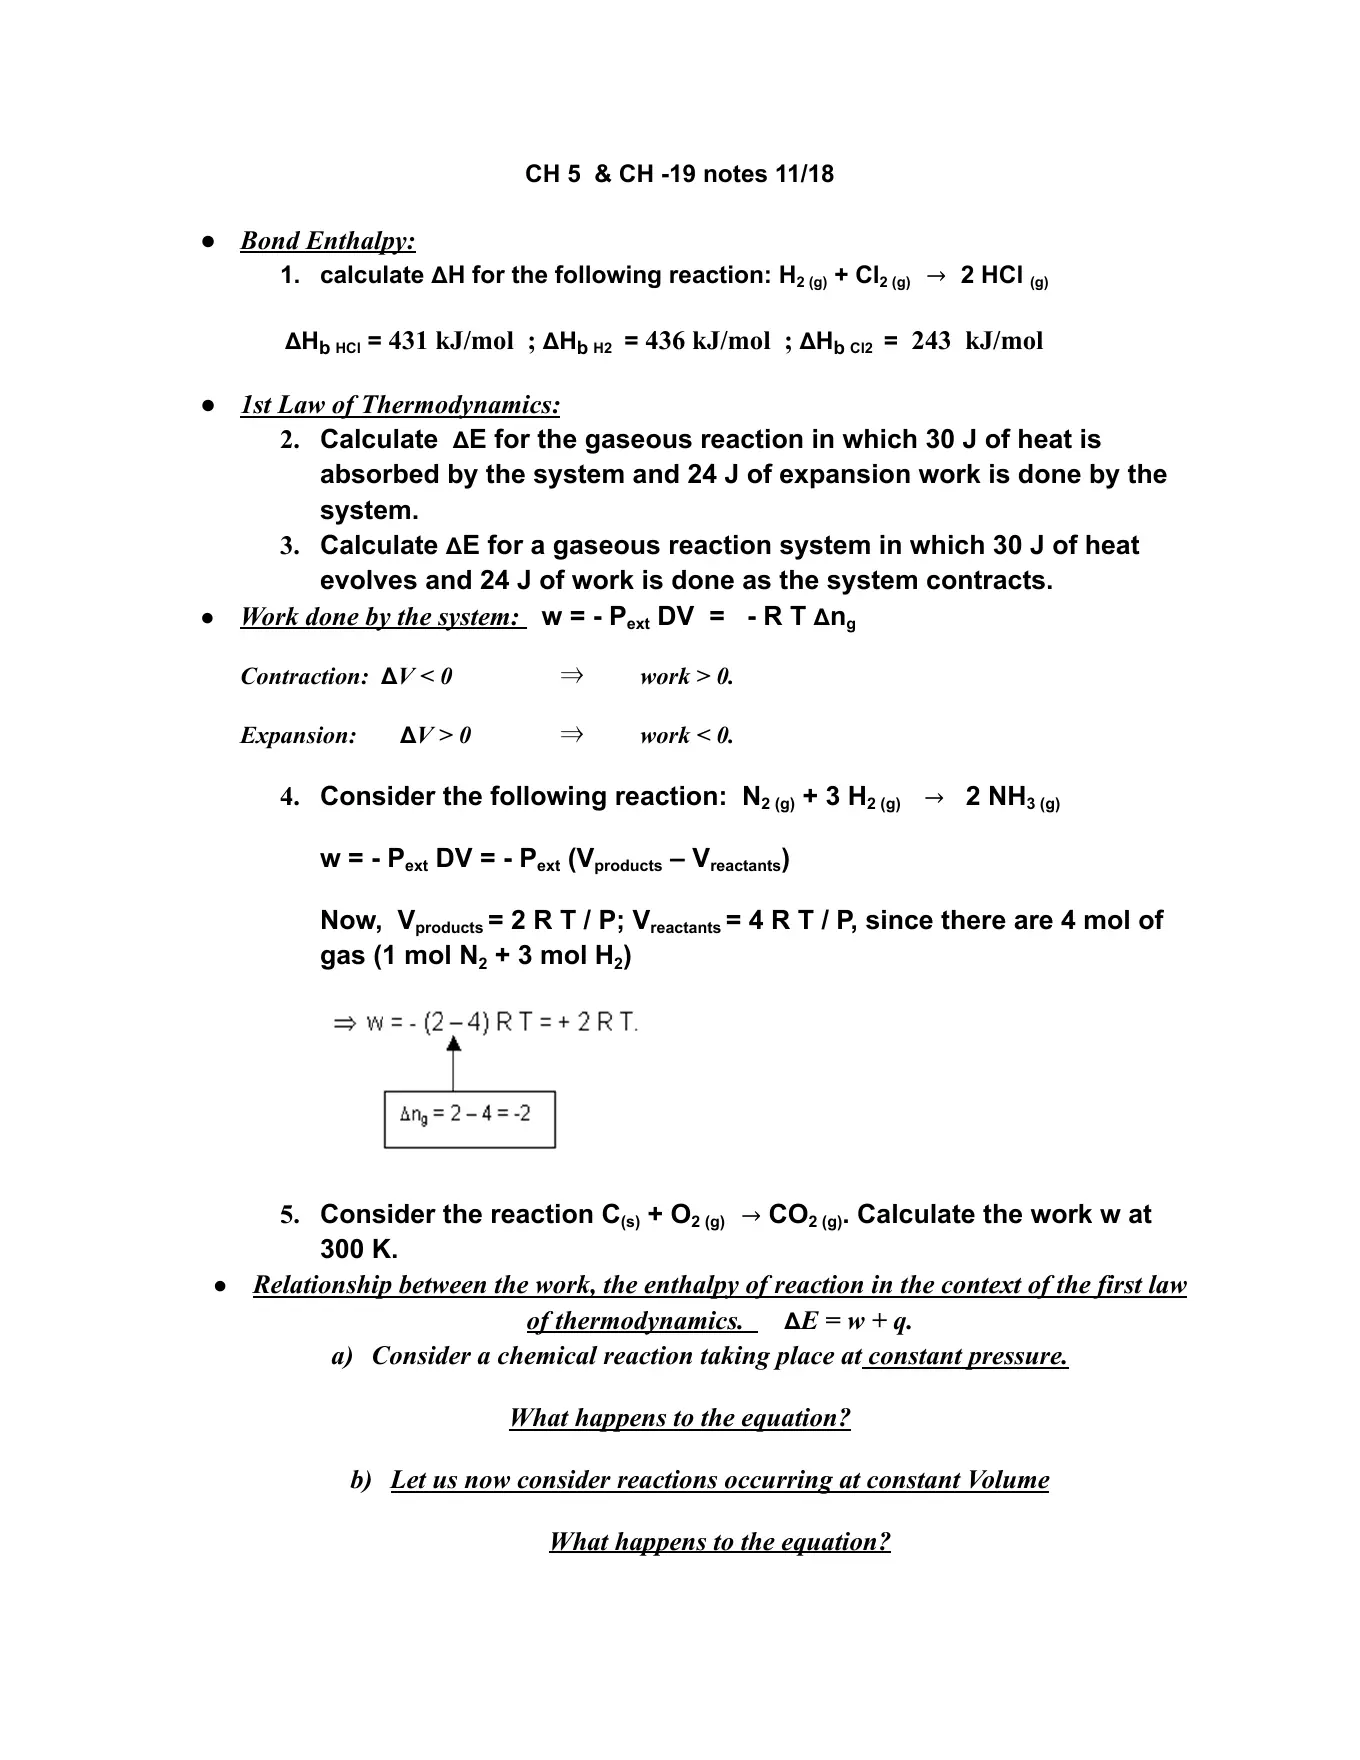 CH 5 & CH -19 notes 11/18
● Bond Enthalpy:
1. calculate ΔH for the following reaction: H2 (g) + Cl2 (g) → 2 HCl (g)
ΔHb HCl = 431 kJ/mol ; ΔHb H2 = 436 kJ/mol ; ΔHb Cl2 = 243 kJ/mol
● 1st Law of Thermodynamics:
2. Calculate ΔE for the gaseous reaction in which 30 J of heat is
absorbed by the system and 24 J of expansion work is done by the
system.
3. Calculate ΔE for a gaseous reaction system in which 30 J of heat
evolves and 24 J of work is done as the system contracts.
● Work done by the system: w = - Pext DV = - R T Δng
Contraction: ΔV < 0 ⇒ work > 0.
Expansion: ΔV > 0 ⇒ work < 0.
4. Consider the following reaction: N2 (g) + 3 H2 (g) → 2 NH3 (g)
w = - Pext DV = - Pext (Vproducts – Vreactants)
Now, Vproducts = 2 R T / P; Vreactants = 4 R T / P, since there are 4 mol of
gas (1 mol N2 + 3 mol H2)
⇒ w = - (2 – 4) R T = + 2 R T.
Δng = 2 – 4 = -2
5. Consider the reaction C(s) + O2 (g) → CO2 (g). Calculate the work w at
300 K.
● Relationship between the work, the enthalpy of reaction in the context of the first law
of thermodynamics. ΔE = w + q.
a) Consider a chemical reaction taking place at constant pressure.
What happens to the equation?
b) Let us now consider reactions occurring at constant Volume
What happens to the equation?